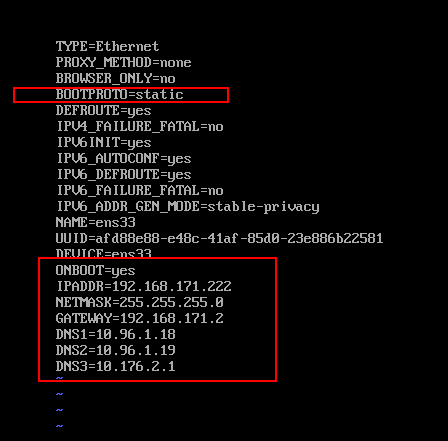 TYPE=Ethernet
PROXY_METHOD=none
BROWSER_ONLY=no
BOOTPROTO=static
DEFROUTE=yes
IPV4_FAILURE_FATAL=no
IPV6INIT=yes
IPV6_AUTOCONF=yes
IPV6_DEFROUTE=yes
IPV6_FAILURE_FATAL=no
IPV6_ADDR_GEN_MODE=stable-privacy
NAME=ens33
UUID=afd88e88-e48c-41af-85d0-23e886b22581
DEVICE=ens33
ONBOOT=yes
IPADDR=192.168.171.222
NETMASK=255.255.255.0
GATEWAY=192.168.171.2
DNS1=10.96.1.18
DNS2=10.96.1.19
DNS3=10.176.2.1
~
~
~
~